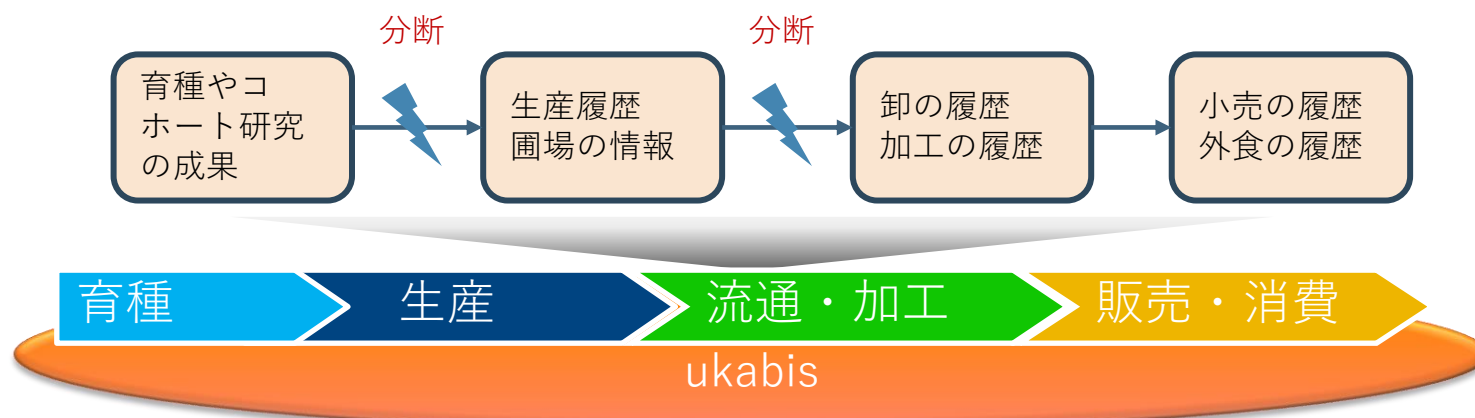 分断
分断
育種やコ
ホート研究
の成果
生産履歴
圃場の情報
卸の履歴
加工の履歴
小売の履歴
外食の履歴
育種
生産
流通・加工
販売・消費
ukabis